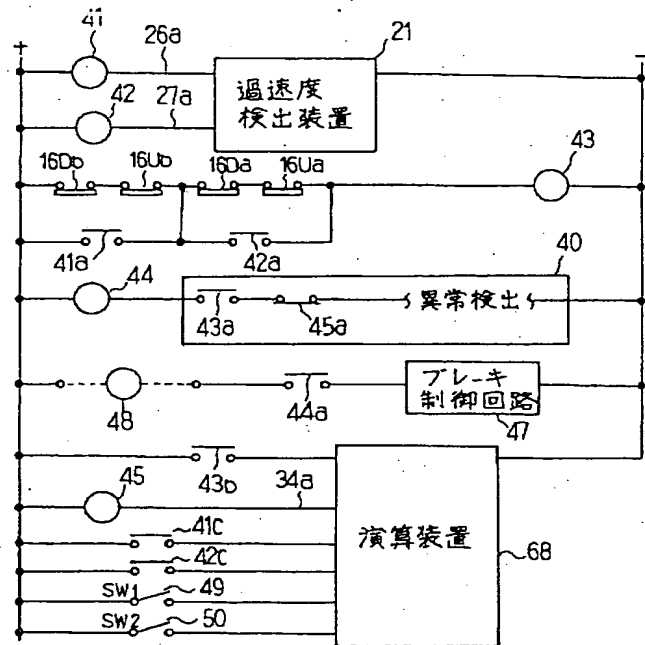 41
26a
21
+
-
過速度
検出装置
42
27a
43
16Db
16Ub
16Da
16Ua
41a
42a
40
44
43a
45a
異常検出
48
44a
ブレーキ
制御回路
47
45
43b
34a
41C
42C
演算装置
68
SW1
49
SW2
50